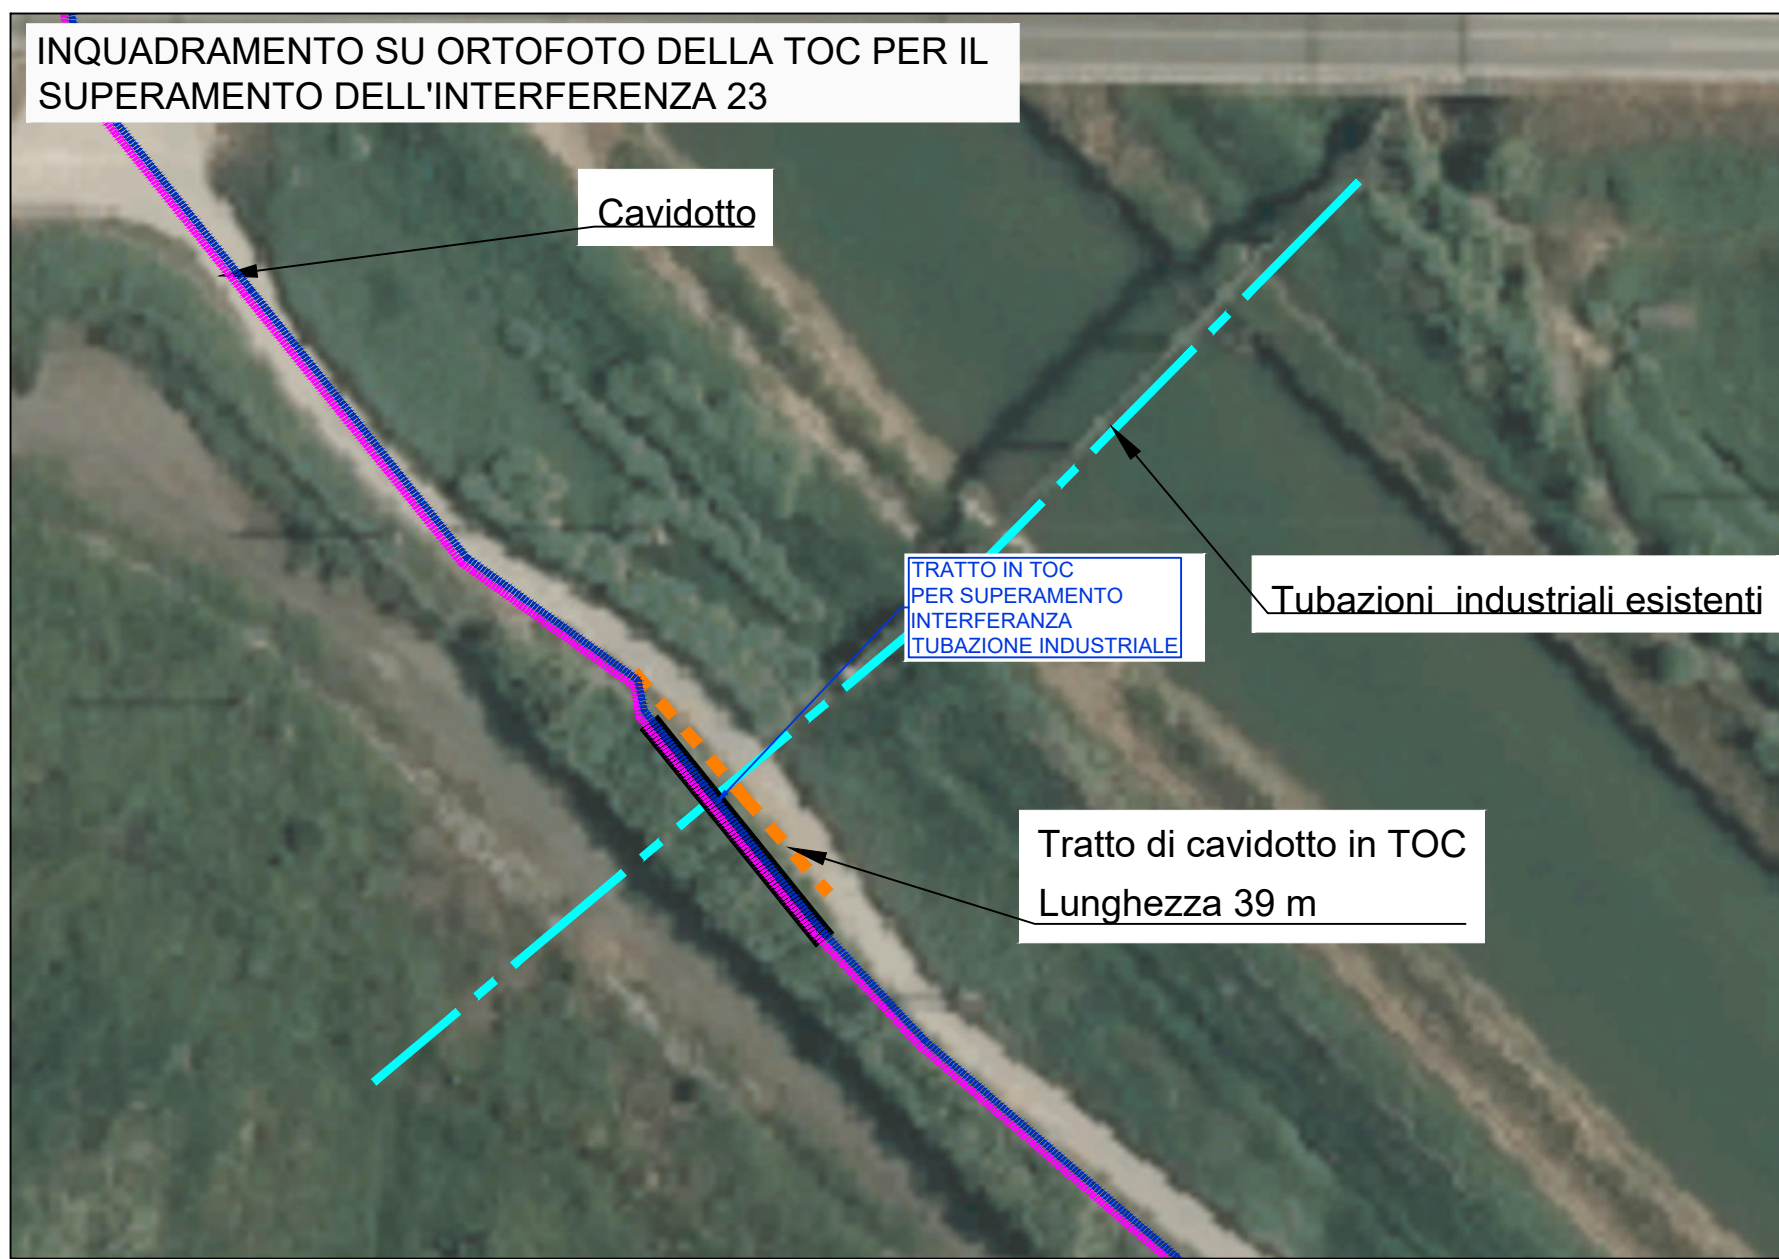 INQUADRAMENTO SU ORTOFOTO DELLA TOC PER IL
SUPERAMENTO DELL'INTERFERENZA 23
Cavidotto
TRATTO IN TOC
PER SUPERAMENTO
INTERFERANZA
TUBAZIONE INDUSTRIALE
Tubazioni industriali esistenti
Tratto di cavidotto in TOC
Lunghezza 39 m